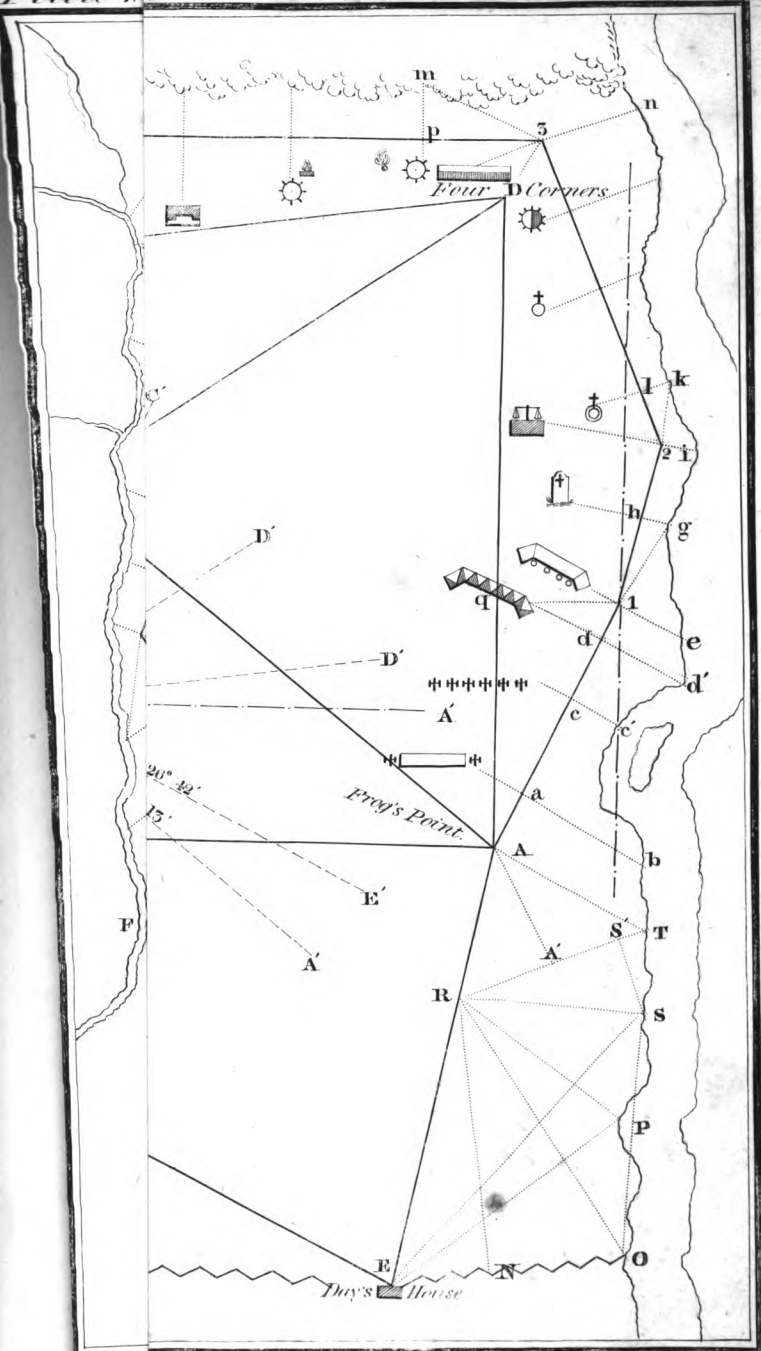 m
n
p
3
Four D Corners
l
k
C'
2
i
h
g
D'
q
1
e
d
d'
D'
A'
c
c'
26° 42'
a
Frog's Point.
13'
A
b
E'
F
S'
T
A'
A'
R
S
P
E
N
O
Day's House